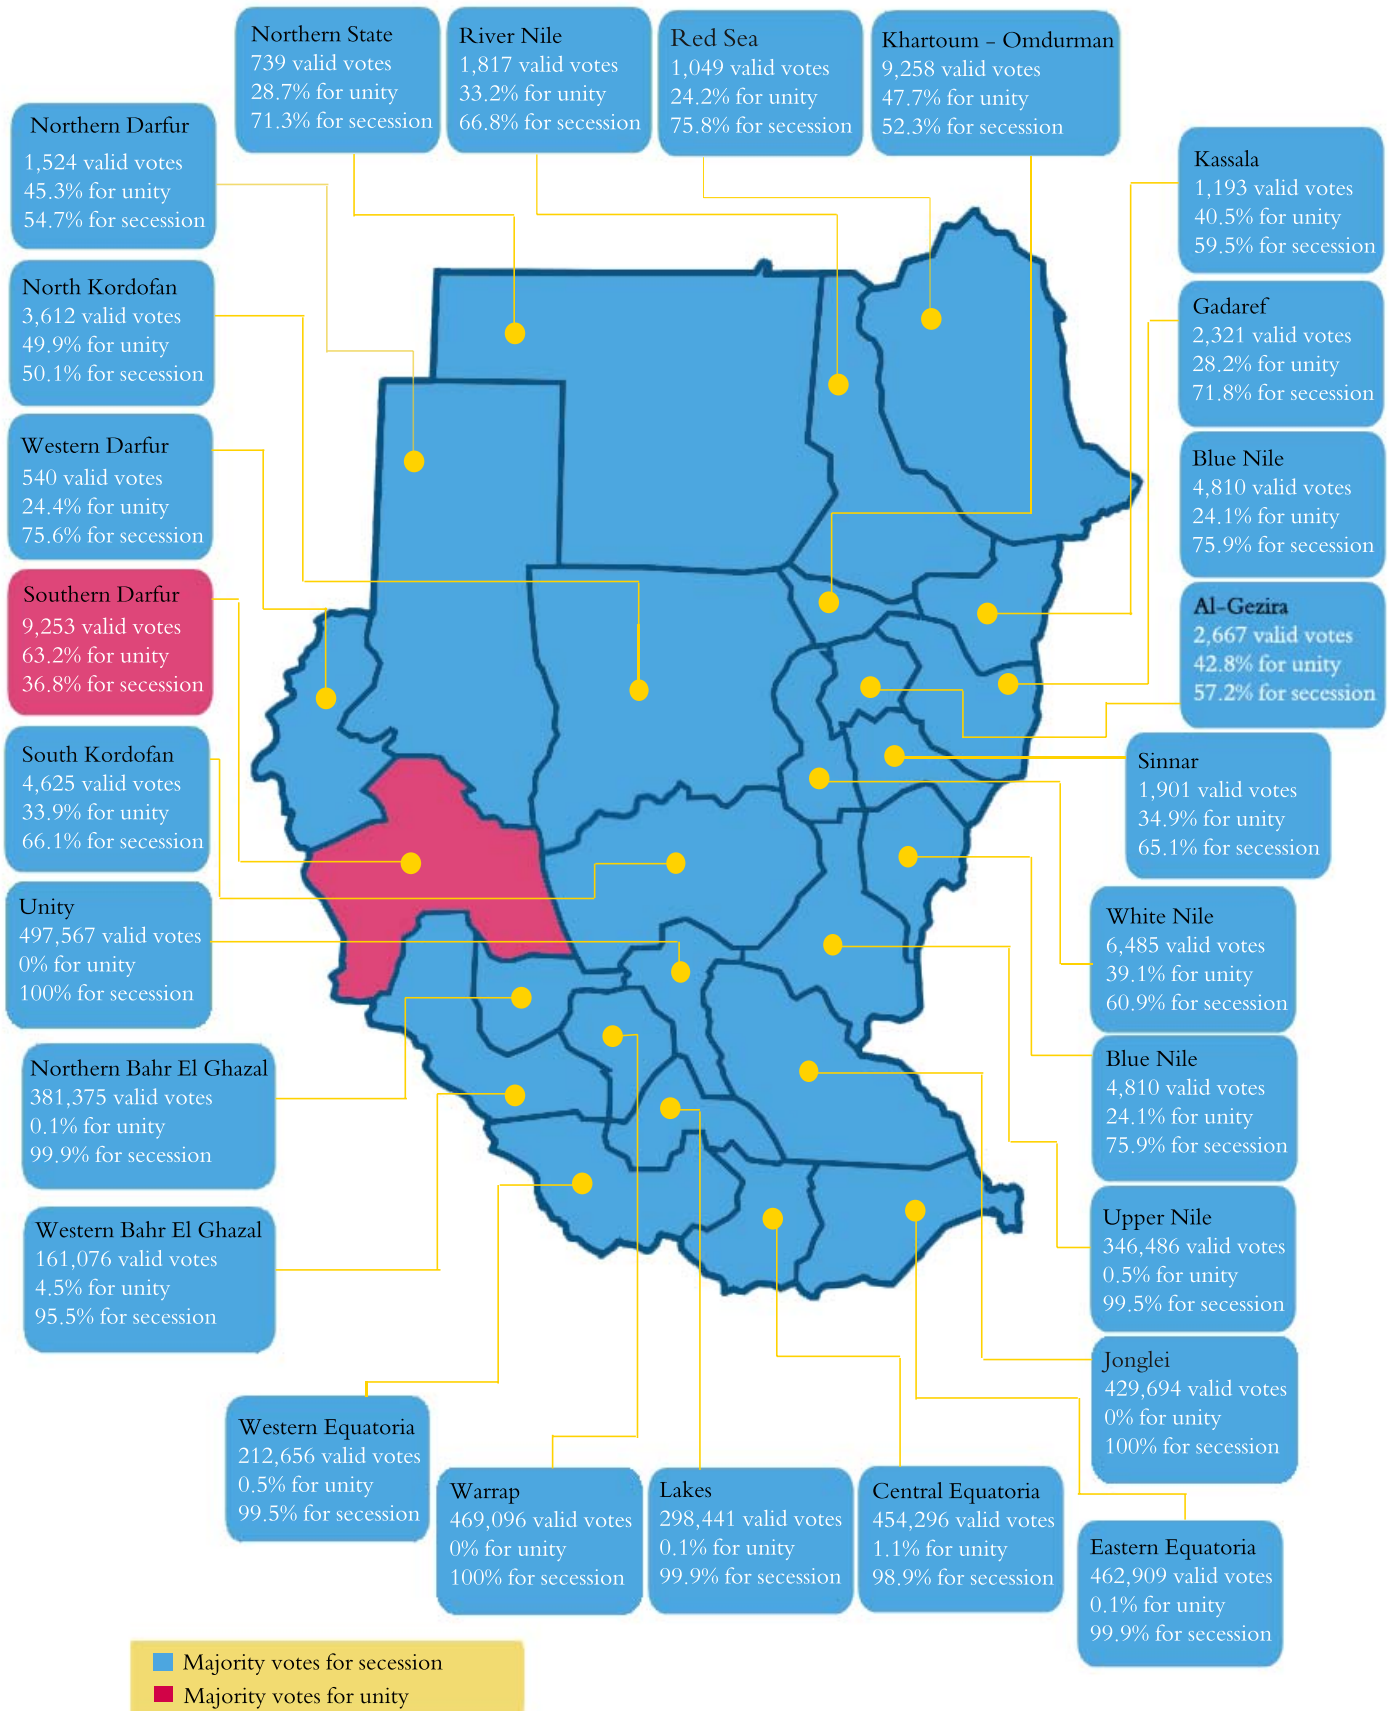 Northern State
739 valid votes
28.7% for unity
71.3% for secession
River Nile
1,817 valid votes
33.2% for unity
66.8% for secession
Red Sea
1,049 valid votes
24.2% for unity
75.8% for secession
Khartoum - Omdurman
9,258 valid votes
47.7% for unity
52.3% for secession
Northern Darfur
1,524 valid votes
45.3% for unity
54.7% for secession
North Kordofan
3,612 valid votes
49.9% for unity
50.1% for secession
Western Darfur
540 valid votes
24.4% for unity
75.6% for secession
Southern Darfur
9,253 valid votes
63.2% for unity
36.8% for secession
South Kordofan
4,625 valid votes
33.9% for unity
66.1% for secession
Unity
497,567 valid votes
0% for unity
100% for secession
Northern Bahr El Ghazal
381,375 valid votes
0.1% for unity
99.9% for secession
Western Bahr El Ghazal
161,076 valid votes
4.5% for unity
95.5% for secession
Kassala
1,193 valid votes
40.5% for unity
59.5% for secession
Gadaref
2,321 valid votes
28.2% for unity
71.8% for secession
Blue Nile
4,810 valid votes
24.1% for unity
75.9% for secession
Al-Gezira
2,667 valid votes
42.8% for unity
57.2% for secession
Sinnar
1,901 valid votes
34.9% for unity
65.1% for secession
White Nile
6,485 valid votes
39.1% for unity
60.9% for secession
Blue Nile
4,810 valid votes
24.1% for unity
75.9% for secession
Upper Nile
346,486 valid votes
0.5% for unity
99.5% for secession
Jonglei
429,694 valid votes
0% for unity
100% for secession
Western Equatoria
212,656 valid votes
0.5% for unity
99.5% for secession
Warrap
469,096 valid votes
0% for unity
100% for secession
Lakes
298,441 valid votes
0.1% for unity
99.9% for secession
Central Equatoria
454,296 valid votes
1.1% for unity
98.9% for secession
Eastern Equatoria
462,909 valid votes
0.1% for unity
99.9% for secession
Majority votes for secession
Majority votes for unity